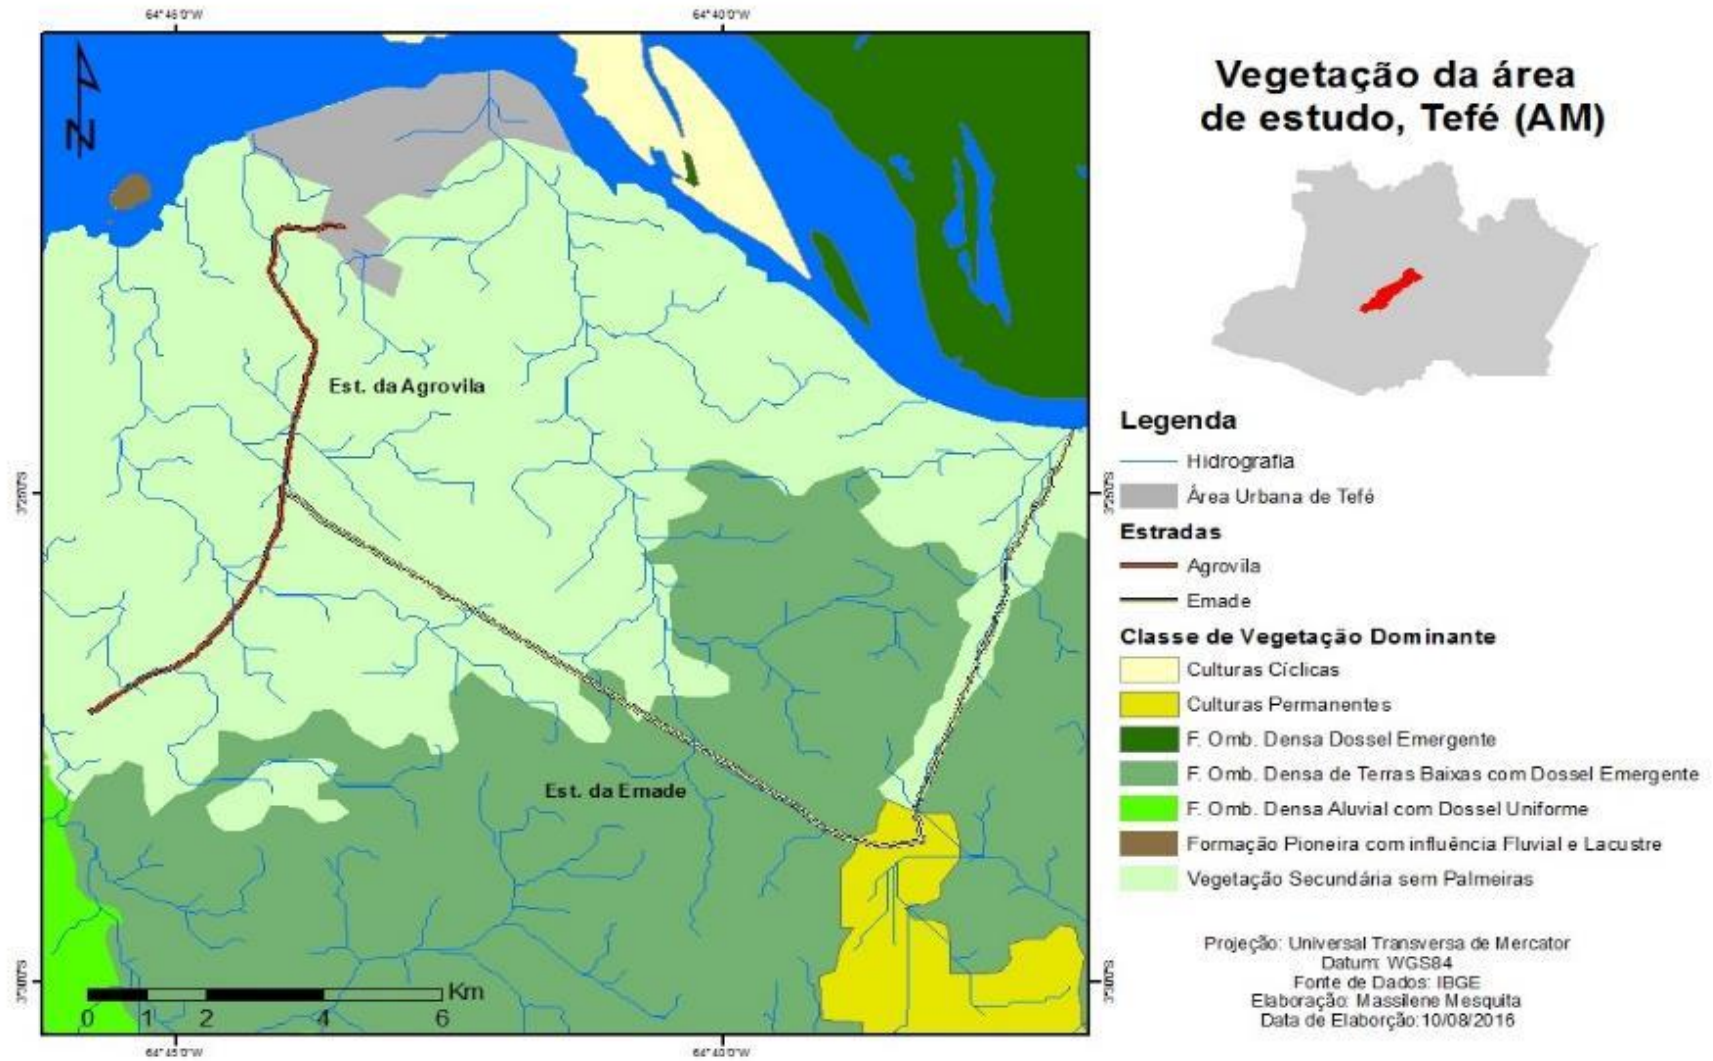 64°45'0"W
64°40'0"W
N
Vegetação da área
de estudo, Tefé (AM)
Est. da Agrovila
Est. da Emade
Legenda
Hidrografia
Área Urbana de Tefé
Estradas
Agrovila
Emade
Classe de Vegetação Dominante
Culturas Cíclicas
Culturas Permanentes
F. Omb. Densa Dossel Emergente
F. Omb. Densa de Terras Baixas com Dossel Emergente
F. Omb. Densa Aluvial com Dossel Uniforme
Formação Pioneira com influência Fluvial e Lacustre
Vegetação Secundária sem Palmeiras
Projeção: Universal Transversa de Mercator
Datum: WGS84
Fonte de Dados: IBGE
Elaboração: Massilene Mesquita
Data de Elaborção:10/08/2016
Km
0 1 2 4 6
64°45'0"W
64°40'0"W